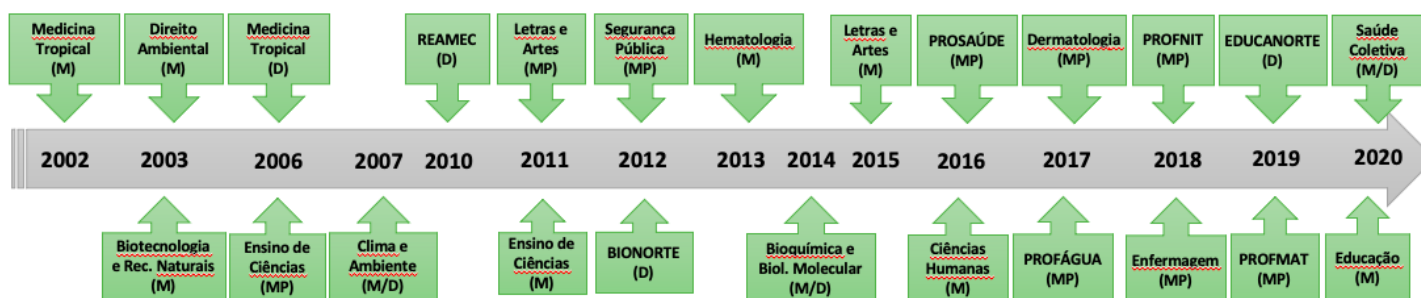 Medicina
Tropical
(M)
Direito
Ambiental
(M)
Medicina
Tropical
(D)
REAMEC
(D)
Letras e
Artes
(MP)
Segurança
Pública
(MP)
Hematologia
(M)
Letras e
Artes
(M)
PROSAÚDE
(MP)
Dermatologia
(MP)
PROFNIT
(MP)
EDUCANORTE
(D)
Saúde
Coletiva
(M/D)
2002 2003 2006 2007 2010 2011 2012 2013 2014 2015 2016 2017 2018 2019 2020
Biotecnologia
e Rec. Naturais
(M)
Ensino de
Ciências
(MP)
Clima e
Ambiente
(M/D)
Ensino de
Ciências
(M)
BIONORTE
(D)
Bioquímica e
Biol. Molecular
(M/D)
Ciências
Humanas
(M)
PROFÁGUA
(MP)
Enfermagem
(MP)
PROFMAT
(MP)
Educação
(M)